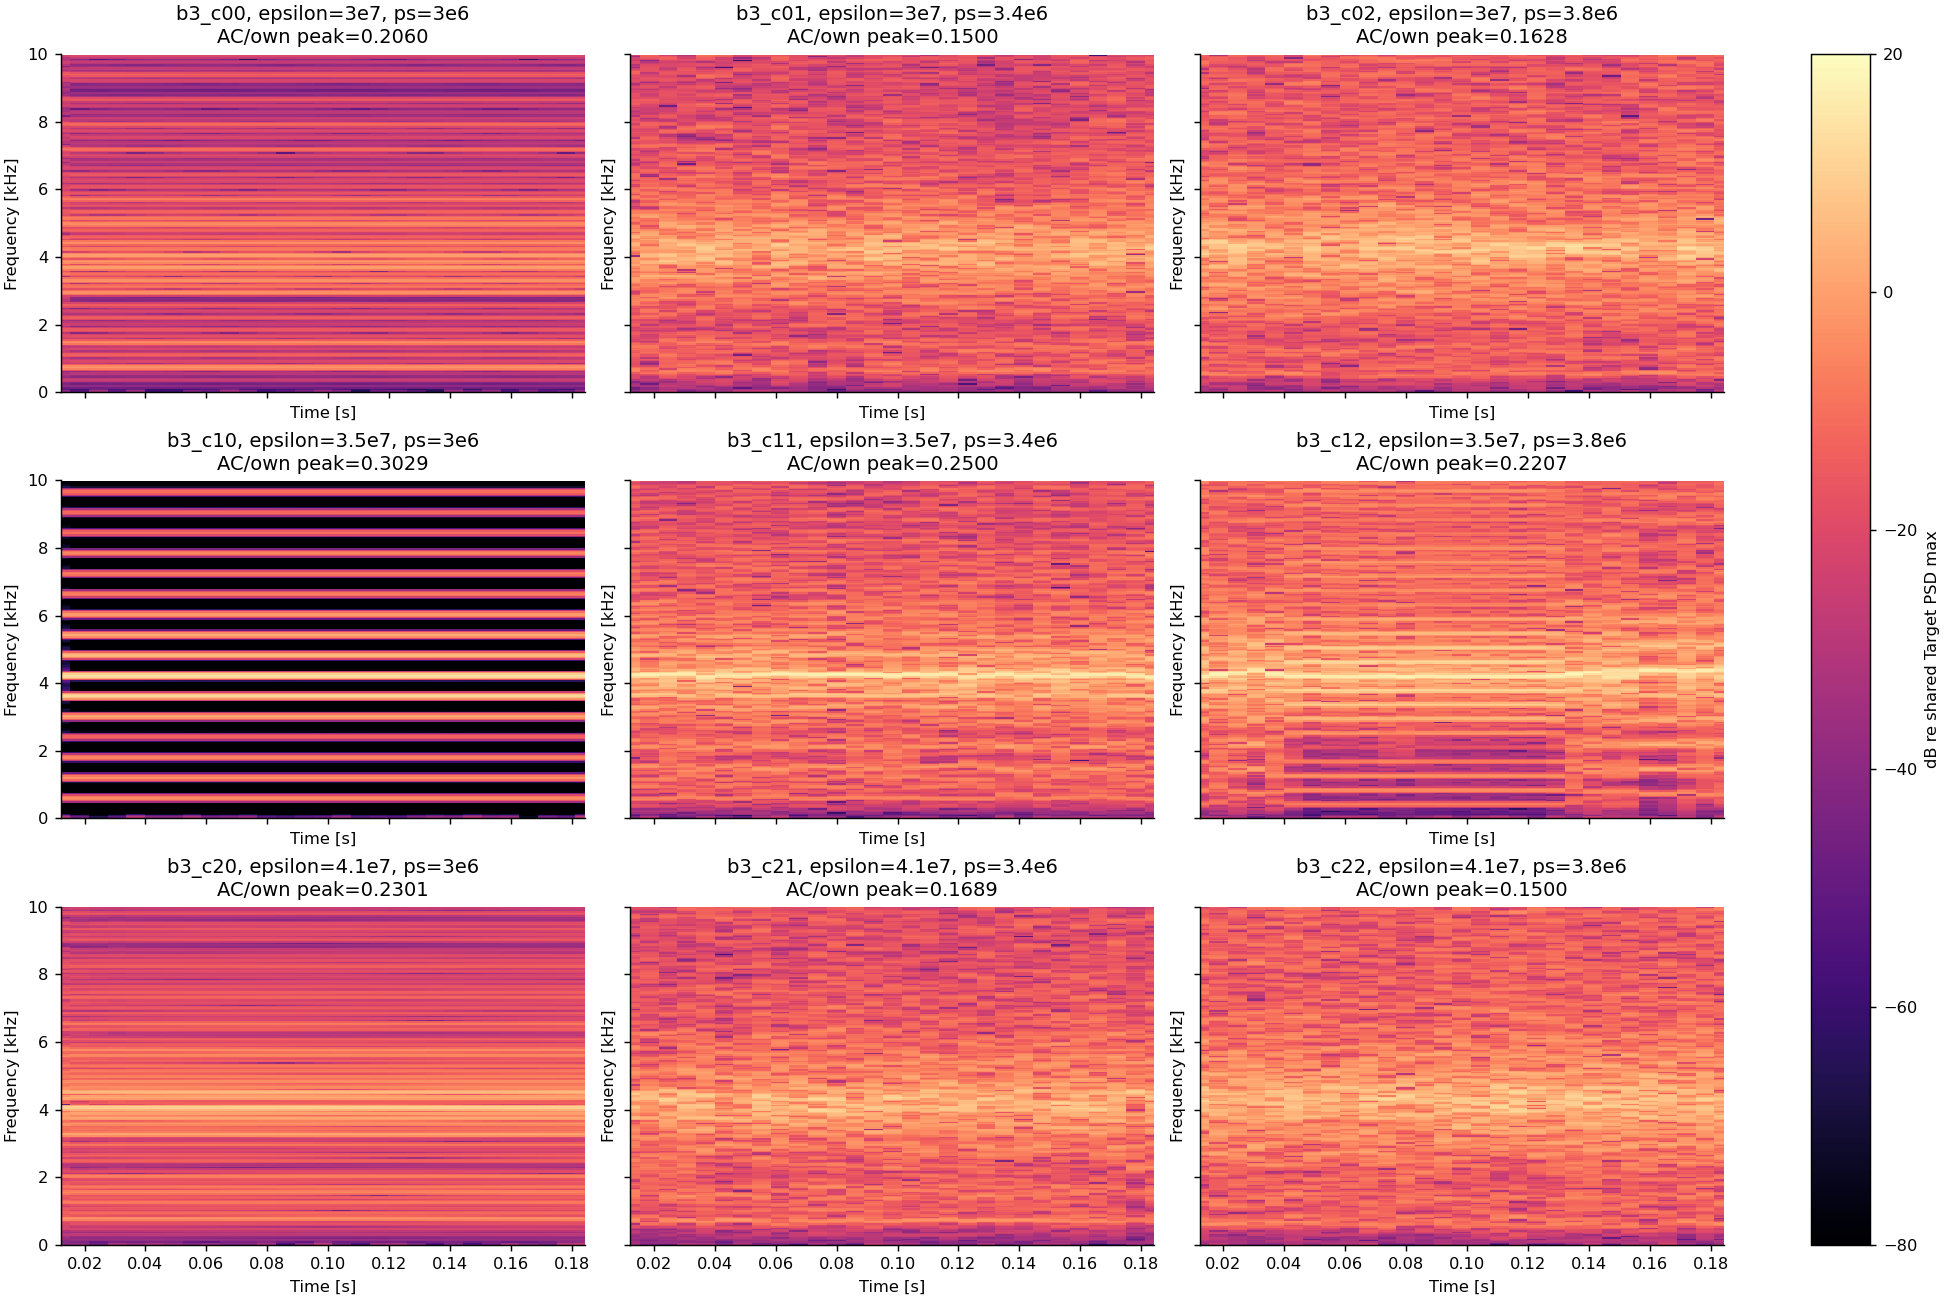 b3_c00, epsilon=3e7, ps=3e6
AC/own peak=0.2060
b3_c01, epsilon=3e7, ps=3.4e6
AC/own peak=0.1500
b3_c02, epsilon=3e7, ps=3.8e6
AC/own peak=0.1628
10
8
6
4
2
0
Frequency [kHz]
Frequency [kHz]
Frequency [kHz]
Time [s]
Time [s]
Time [s]
b3_c10, epsilon=3.5e7, ps=3e6
AC/own peak=0.3029
b3_c11, epsilon=3.5e7, ps=3.4e6
AC/own peak=0.2500
b3_c12, epsilon=3.5e7, ps=3.8e6
AC/own peak=0.2207
10
8
6
4
2
0
Frequency [kHz]
Frequency [kHz]
Frequency [kHz]
Time [s]
Time [s]
Time [s]
b3_c20, epsilon=4.1e7, ps=3e6
AC/own peak=0.2301
b3_c21, epsilon=4.1e7, ps=3.4e6
AC/own peak=0.1689
b3_c22, epsilon=4.1e7, ps=3.8e6
AC/own peak=0.1500
10
8
6
4
2
0
Frequency [kHz]
Frequency [kHz]
Frequency [kHz]
0.02 0.04 0.06 0.08 0.10 0.12 0.14 0.16 0.18
0.02 0.04 0.06 0.08 0.10 0.12 0.14 0.16 0.18
0.02 0.04 0.06 0.08 0.10 0.12 0.14 0.16 0.18
Time [s]
Time [s]
Time [s]
20
0
−20
−40
−60
−80
dB re shared Target PSD max